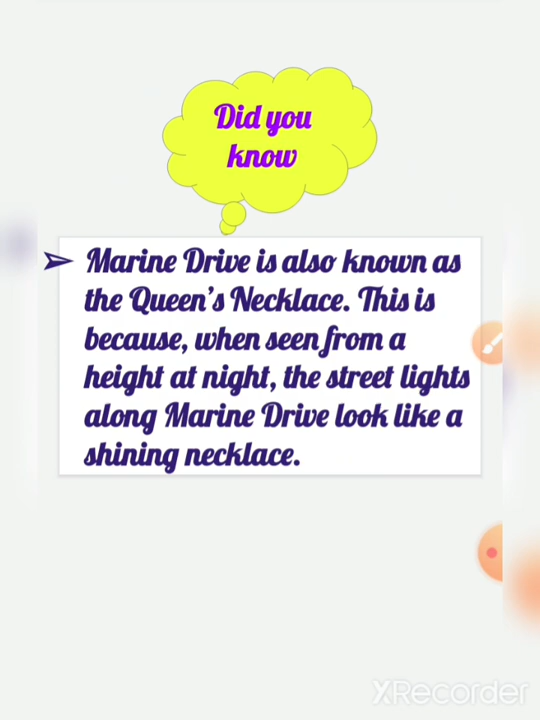 Did you
know
➢ Marine Drive is also known as
the Queen's Necklace. This is
because, when seen from a
height at night, the street lights
along Marine Drive look like a
shining necklace.
XRecorder